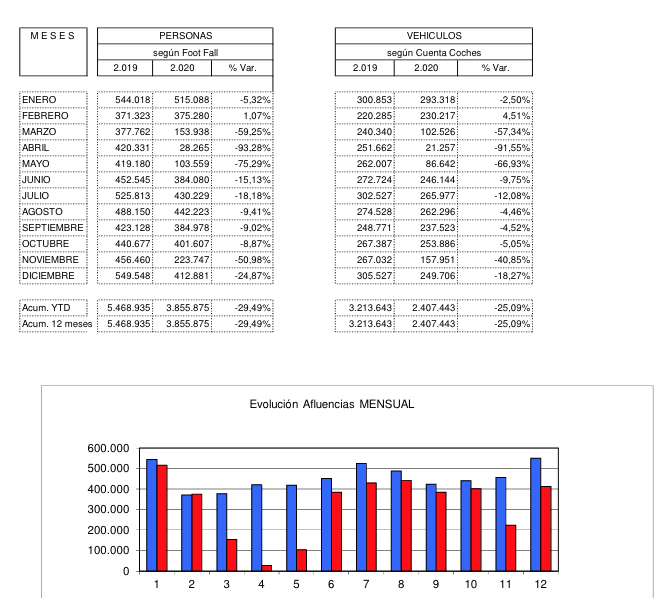 M E S E S PERSONAS VEHICULOS
según Foot Fall según Cuenta Coches
2.019 2.020 % Var. 2.019 2.020 % Var.
ENERO 544.018 515.088 -5,32% 300.853 293.318 -2,50%
FEBRERO 371.323 375.280 1,07% 220.285 230.217 4,51%
MARZO 377.762 153.938 -59,25% 240.340 102.526 -57,34%
ABRIL 420.331 28.265 -93,28% 251.662 21.257 -91,55%
MAYO 419.180 103.559 -75,29% 262.007 86.642 -66,93%
JUNIO 452.545 384.080 -15,13% 272.724 246.144 -9,75%
JULIO 525.813 430.229 -18,18% 302.527 265.977 -12,08%
AGOSTO 488.150 442.223 -9,41% 274.528 262.296 -4,46%
SEPTIEMBRE 423.128 384.978 -9,02% 248.771 237.523 -4,52%
OCTUBRE 440.677 401.607 -8,87% 267.387 253.886 -5,05%
NOVIEMBRE 456.460 223.747 -50,98% 267.032 157.951 -40,85%
DICIEMBRE 549.548 412.881 -24,87% 305.527 249.706 -18,27%
Acum. YTD 5.468.935 3.855.875 -29,49% 3.213.643 2.407.443 -25,09%
Acum. 12 meses 5.468.935 3.855.875 -29,49% 3.213.643 2.407.443 -25,09%
Evolución Afluencias MENSUAL
600.000
500.000
400.000
300.000
200.000
100.000
0
1 2 3 4 5 6 7 8 9 10 11 12